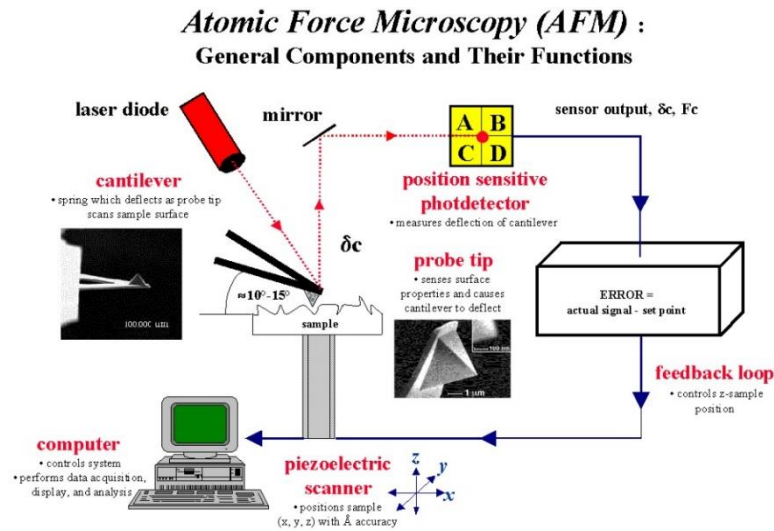 Atomic Force Microscopy (AFM) :
General Components and Their Functions
laser diode
mirror
A B
C D
sensor output, δc, Fc
cantilever
• spring which deflects as probe tip
scans sample surface
100.000 µm
position sensitive
photdetector
• measures deflection of cantilever
δc
≈10°-15°
sample
probe tip
• senses surface
properties and causes
cantilever to deflect
1 µm
ERROR =
actual signal - set point
feedback loop
• controls z-sample
position
computer
• controls system
• performs data acquisition,
display, and analysis
piezoelectric
scanner
• positions sample
(x, y, z) with Å accuracy
z
y
x